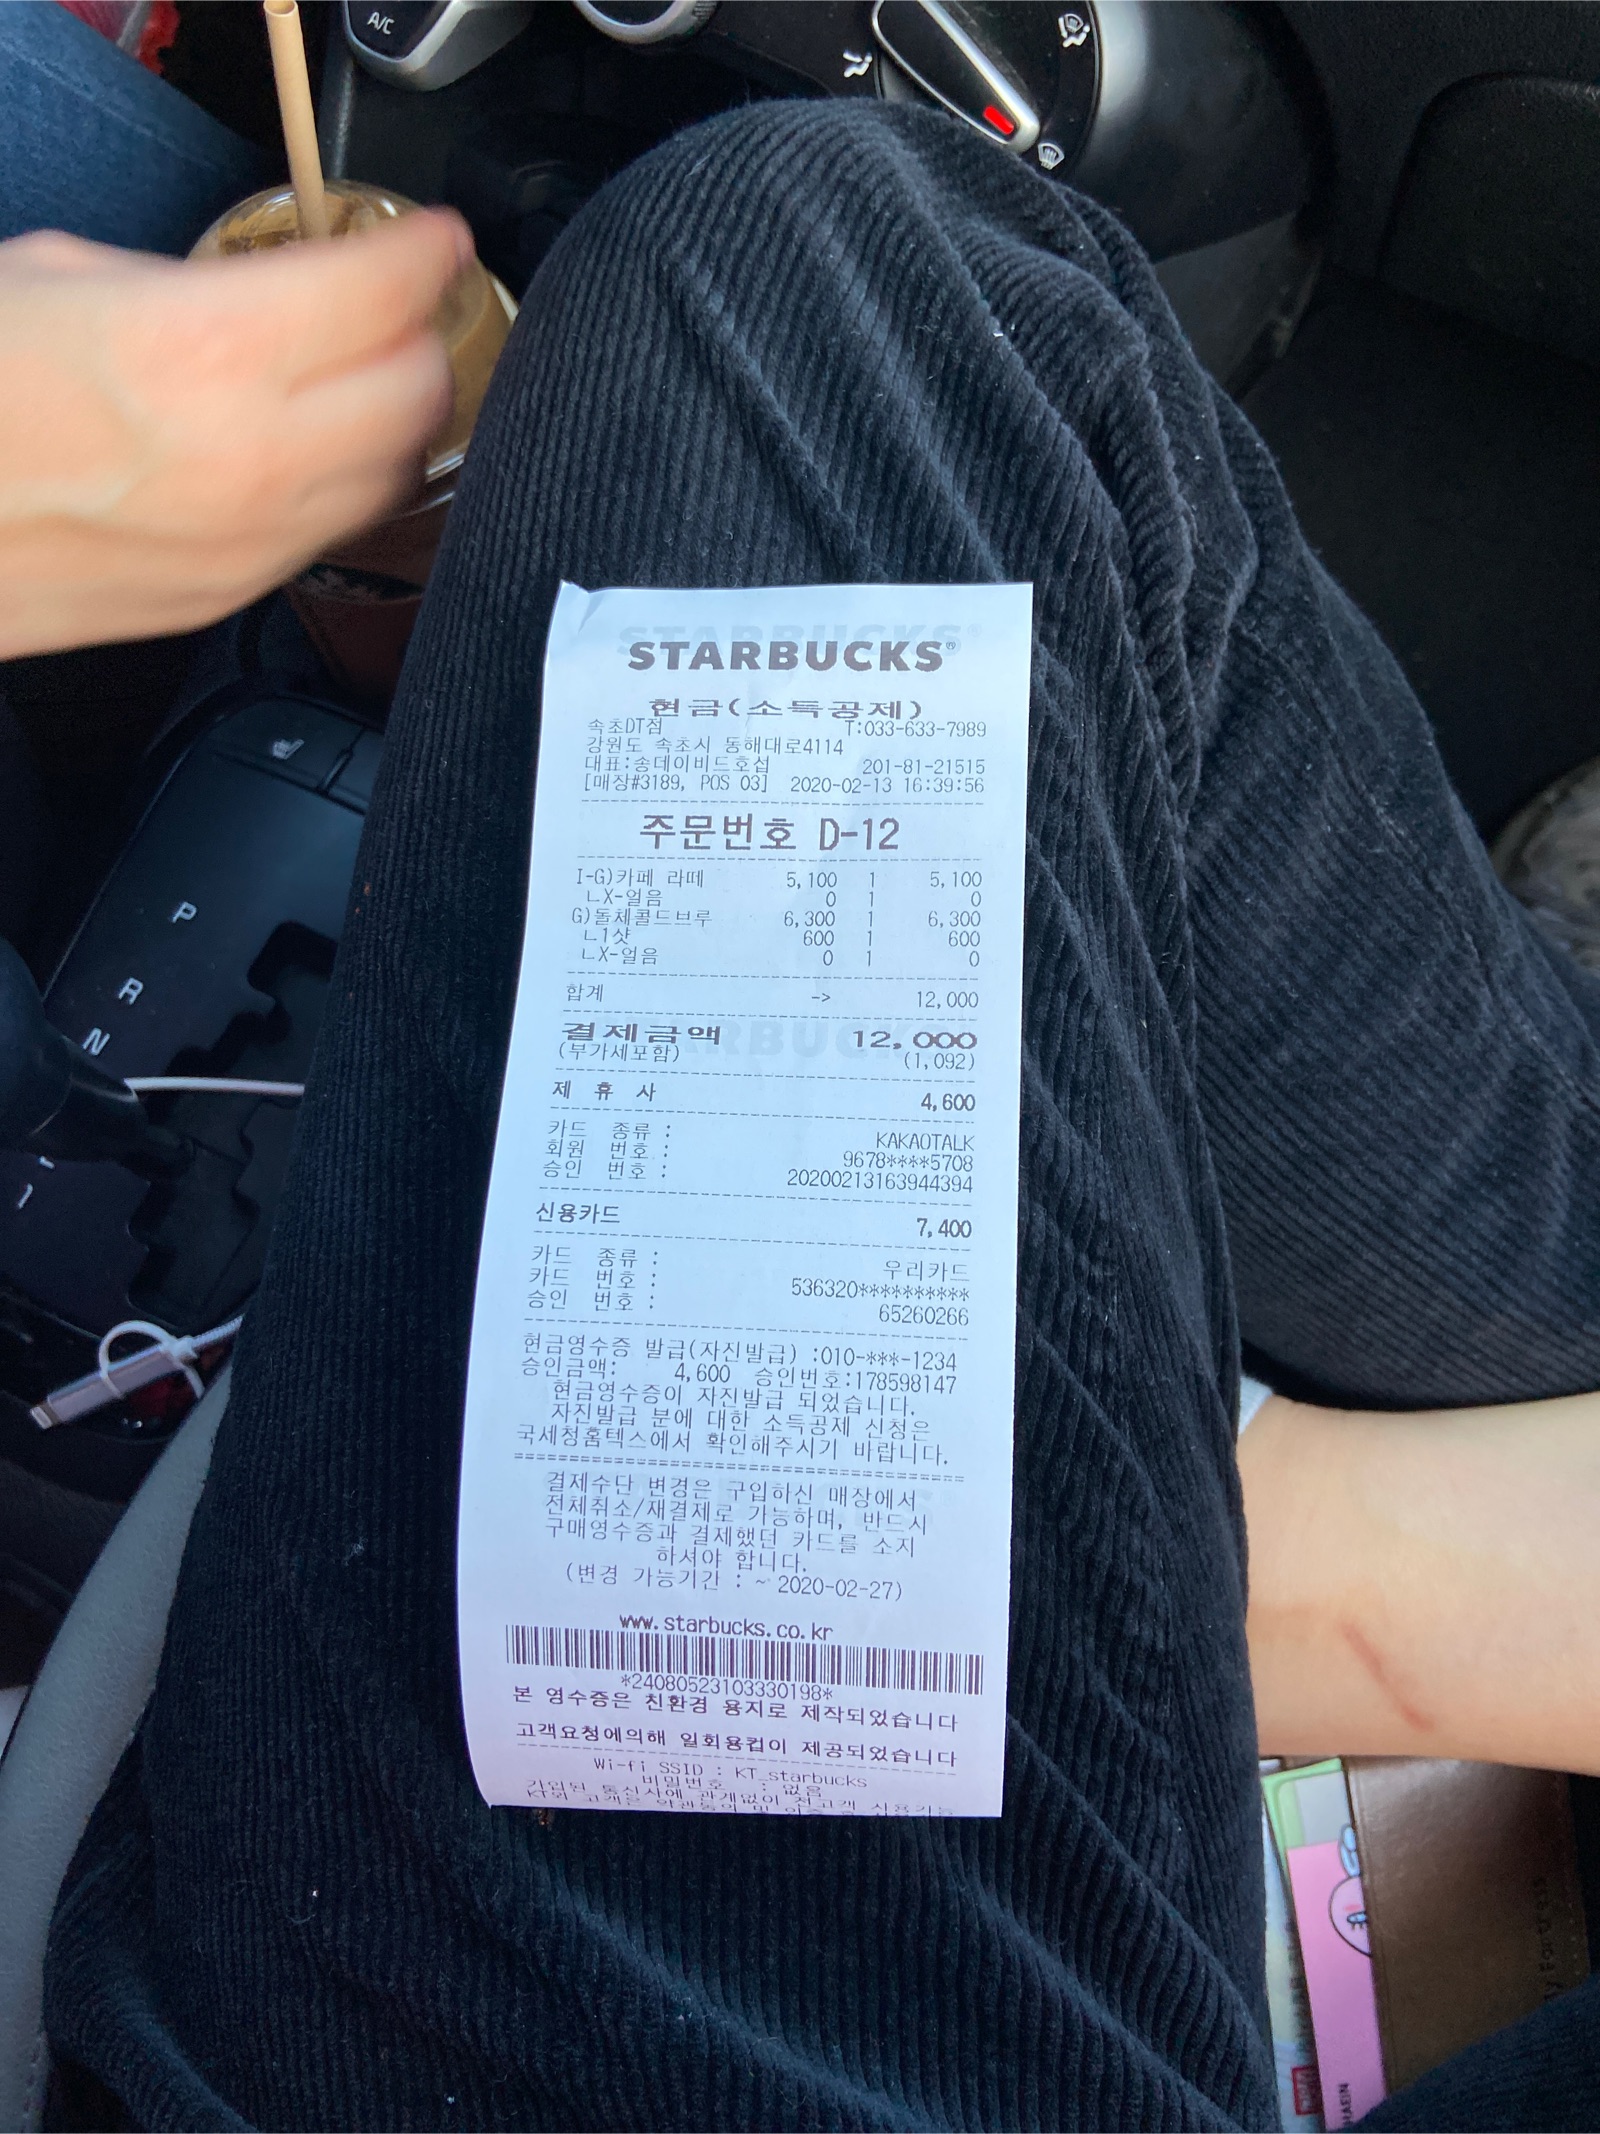 A/C
STARBUCKS®
현금(소득공제)
속초DT점 T:033-633-7989
강원도 속초시 동해대로4114
대표:송데이비드호섭 201-81-21515
[매장#3189, POS 03] 2020-02-13 16:39:56
주문번호 D-12
I-G)카페 라떼 5,100 1 5,100
ㄴX-얼음 0 1 0
G)돌체콜드브루 6,300 1 6,300
ㄴ1샷 600 1 600
ㄴX-얼음 0 1 0
합계 -> 12,000
결제금액 12,000
(부가세포함) (1,092)
제 휴 사 4,600
카드 종류 : KAKAOTALK
회원 번호 : 9678****5708
승인 번호 : 20200213163944394
신용카드 7,400
카드 종류 : 우리카드
카드 번호 : 536320**********
승인 번호 : 65260266
현금영수증 발급(자진발급) :010-***-1234
승인금액: 4,600 승인번호:178598147
현금영수증이 자진발급 되었습니다.
자진발급 분에 대한 소득공제 신청은
국세청홈텍스에서 확인해주시기 바랍니다.
결제수단 변경은 구입하신 매장에서
전체취소/재결제로 가능하며, 반드시
구매영수증과 결제했던 카드를 소지
하셔야 합니다.
(변경 가능기간 : ~ 2020-02-27)
www.starbucks.co.kr
*24080523103330198*
본 영수증은 친환경 용지로 제작되었습니다
고객요청에의해 일회용컵이 제공되었습니다
Wi-fi SSID : KT_starbucks
비밀번호 : 없음
가입된 통신사에 관계없이 전고객 사용가능
KT외 고객은
P
R
N